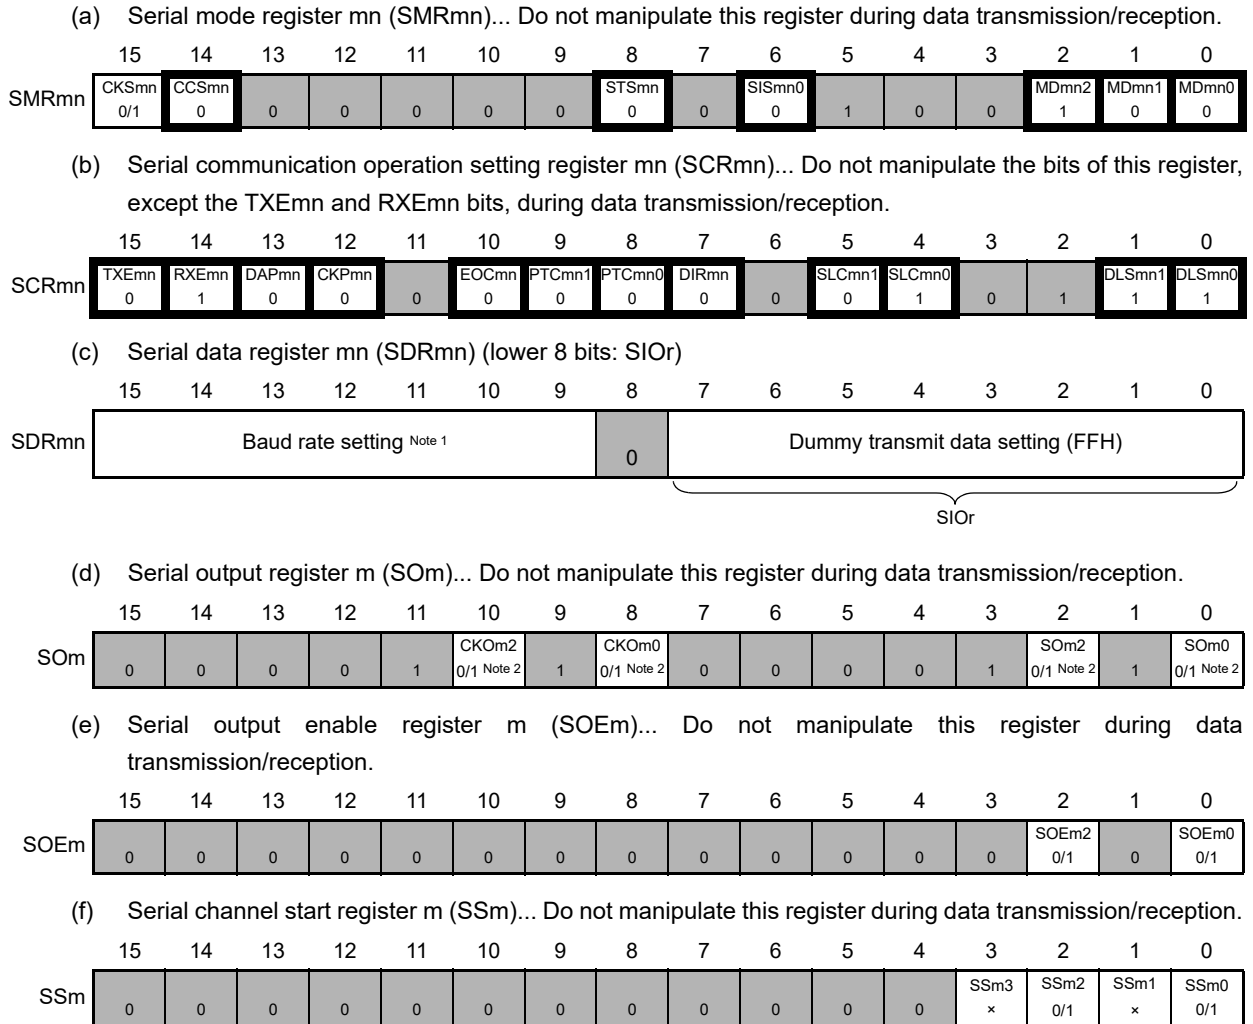 (a) Serial mode register mn (SMRmn)... Do not manipulate this register during data transmission/reception.
15 14 13 12 11 10 9 8 7 6 5 4 3 2 1 0
CKSmn CCSmn STSmn SISmn0 MDmn2 MDmn1 MDmn0
SMRmn 0/1 0 0 0 0 0 0 0 0 0 1 0 0 1 0 0
(b) Serial communication operation setting register mn (SCRmn)... Do not manipulate the bits of this register,
except the TXEmn and RXEmn bits, during data transmission/reception.
15 14 13 12 11 10 9 8 7 6 5 4 3 2 1 0
TXEmn RXEmn DAPmn CKPmn EOCmn PTCmn1 PTCmn0 DIRmn SLCmn1 SLCmn0 DLSmn1 DLSmn0
SCRmn 0 1 0 0 0 0 0 0 0 0 0 1 0 1 1 1
(c) Serial data register mn (SDRmn) (lower 8 bits: SIOr)
15 14 13 12 11 10 9 8 7 6 5 4 3 2 1 0
SDRmn Baud rate setting Note 1 0 Dummy transmit data setting (FFH)
SIOr
(d) Serial output register m (SOm)... Do not manipulate this register during data transmission/reception.
15 14 13 12 11 10 9 8 7 6 5 4 3 2 1 0
CKOm2 CKOm0 SOm2 SOm0
SOm 0 0 0 0 1 0/1 Note 2 1 0/1 Note 2 0 0 0 0 1 0/1 Note 2 1 0/1 Note 2
(e) Serial output enable register m (SOEm)... Do not manipulate this register during data
transmission/reception.
15 14 13 12 11 10 9 8 7 6 5 4 3 2 1 0
SOEm2 SOEm0
SOEm 0 0 0 0 0 0 0 0 0 0 0 0 0 0/1 0 0/1
(f) Serial channel start register m (SSm)... Do not manipulate this register during data transmission/reception.
15 14 13 12 11 10 9 8 7 6 5 4 3 2 1 0
SSm3 SSm2 SSm1 SSm0
SSm 0 0 0 0 0 0 0 0 0 0 0 0 × 0/1 × 0/1